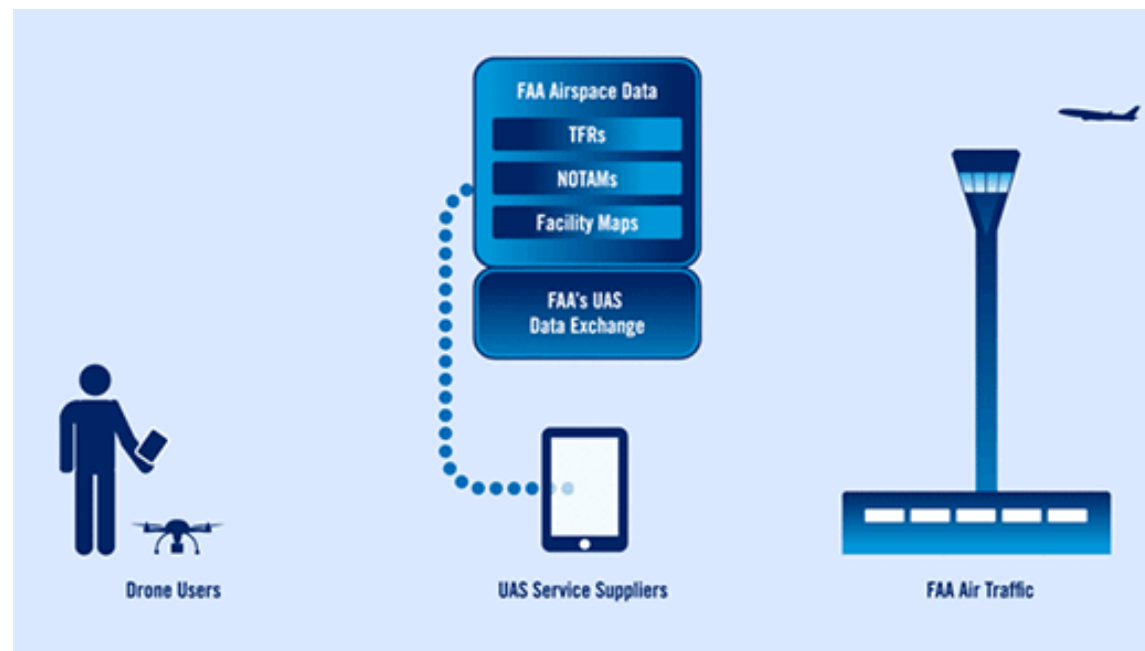 FAA Airspace Data
TFRs
NOTAMs
Facility Maps
FAA's UAS
Data Exchange
Drone Users
UAS Service Suppliers
FAA Air Traffic